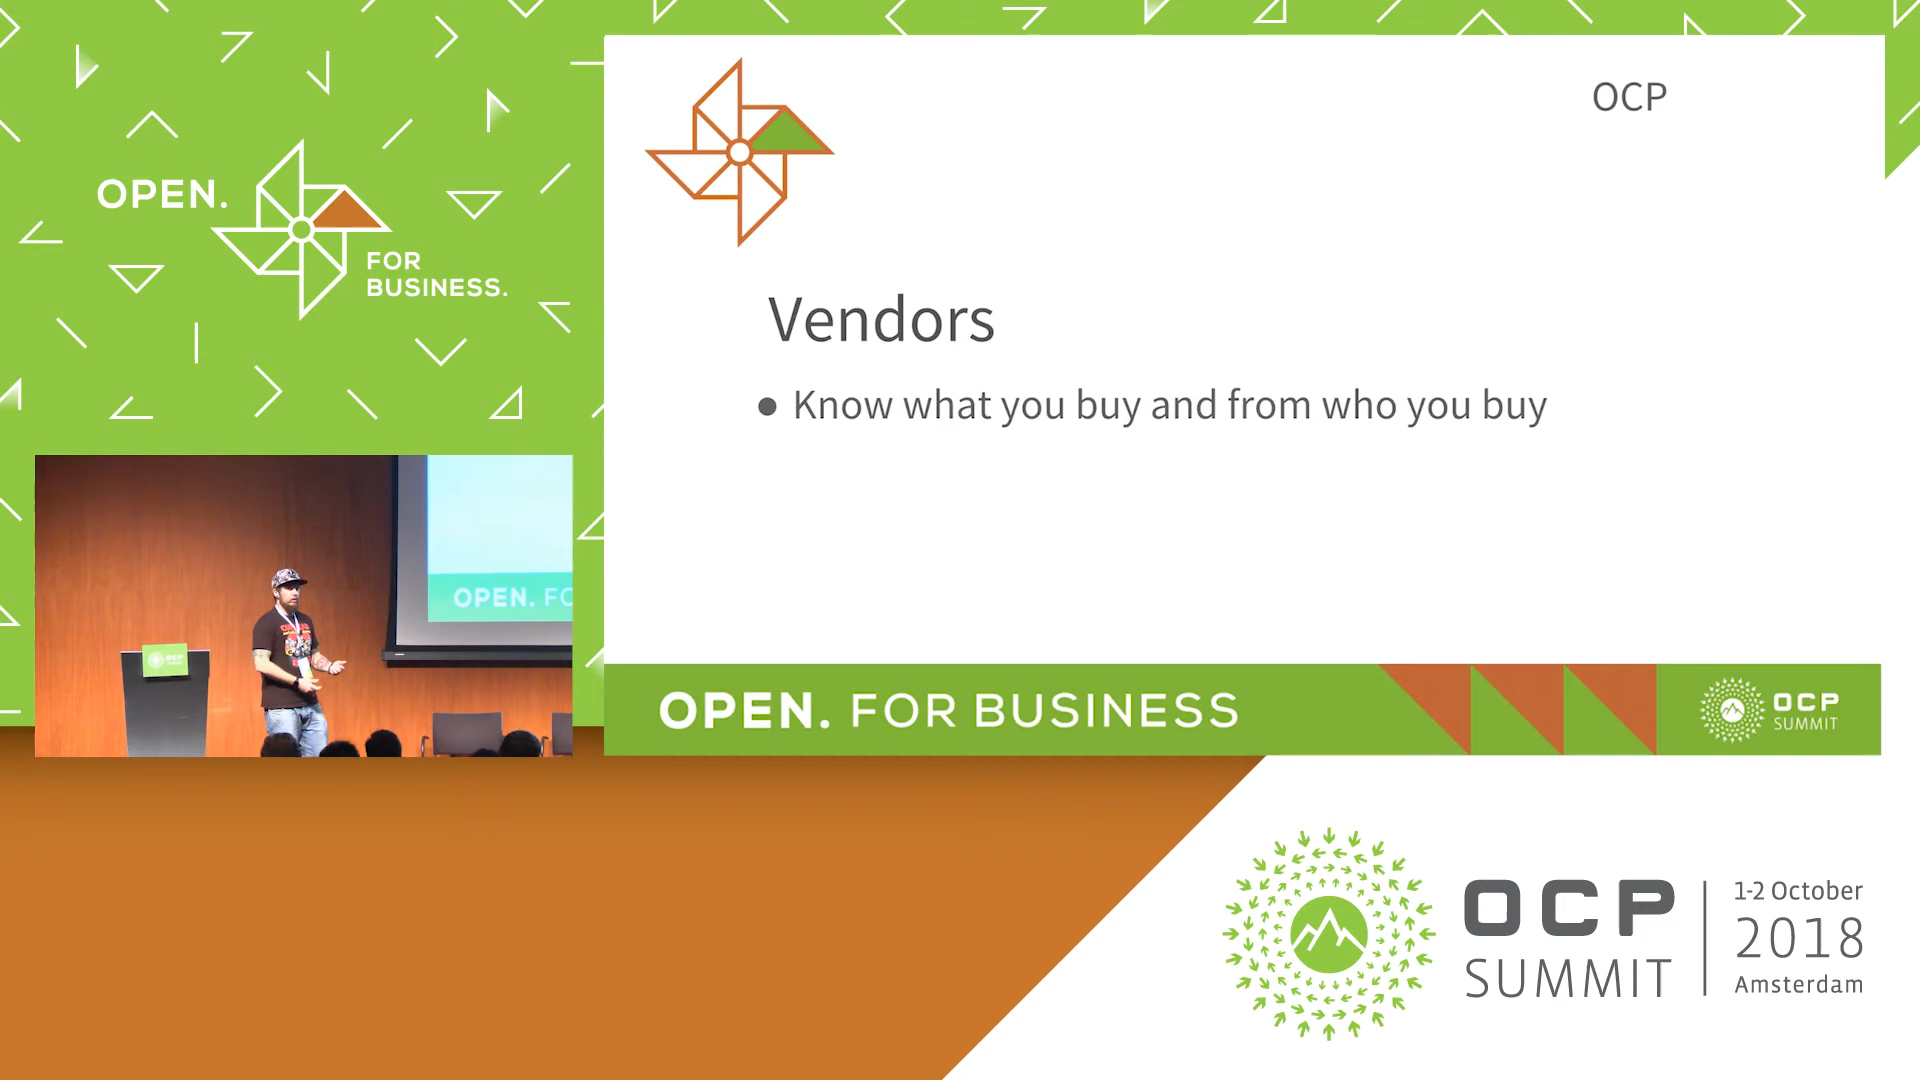 OPEN.
FOR
BUSINESS.
OCP
Vendors
● Know what you buy and from who you buy
OPEN. FO
OCP
OPEN. FOR BUSINESS
OCP
SUMMIT
OCP
SUMMIT
1-2 October
2018
Amsterdam